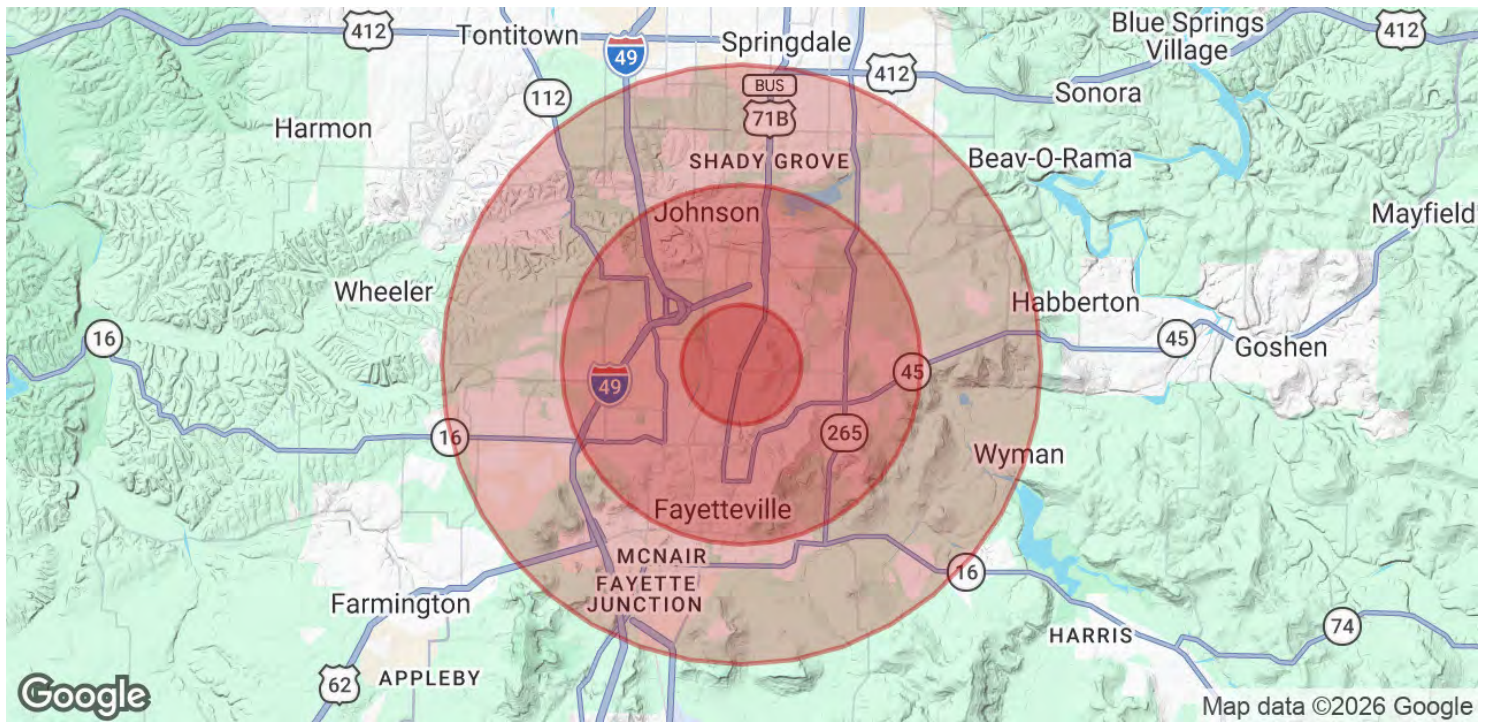 412
Tontitown
49
Springdale
412
Blue Springs
Village
412
112
BUS
71B
Sonora
Harmon
SHADY GROVE
Beav-O-Rama
Johnson
Mayfield
Wheeler
Habberton
16
45
Goshen
49
45
16
265
Wyman
Fayetteville
MCNAIR
FAYETTE
JUNCTION
16
Farmington
HARRIS
74
62
APPLEBY
Google
Map data ©2026 Google